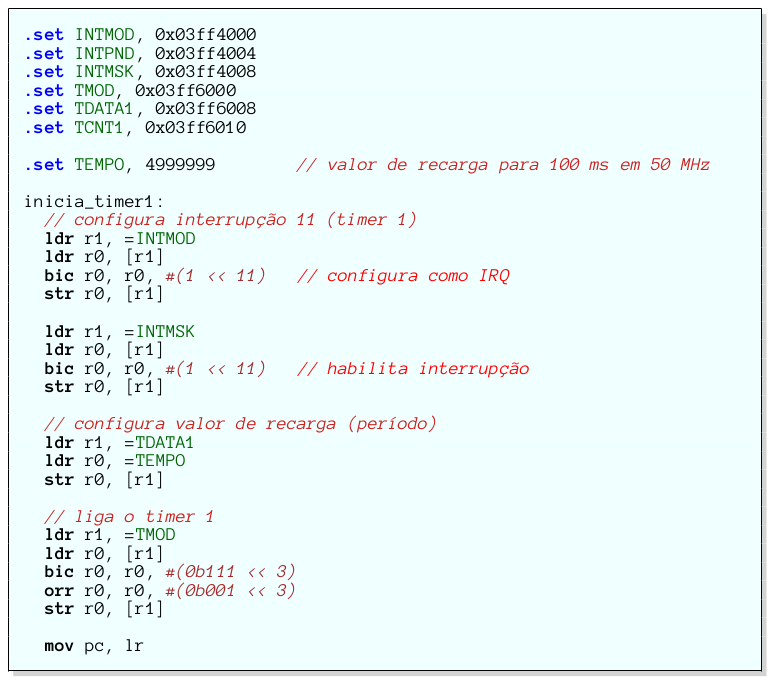 .set INTMOD, 0x03ff4000
.set INTPND, 0x03ff4004
.set INTMSK, 0x03ff4008
.set TMOD, 0x03ff6000
.set TDATA1, 0x03ff6008
.set TCNT1, 0x03ff6010
.set TEMPO, 4999999        // valor de recarga para 100 ms em 50 MHz
inicia_timer1:
  // configura interrupção 11 (timer 1)
  ldr r1, =INTMOD
  ldr r0, [r1]
  bic r0, r0, #(1 << 11)   // configura como IRQ
  str r0, [r1]
  ldr r1, =INTMSK
  ldr r0, [r1]
  bic r0, r0, #(1 << 11)   // habilita interrupção
  str r0, [r1]
  // configura valor de recarga (período)
  ldr r1, =TDATA1
  ldr r0, =TEMPO
  str r0, [r1]
  // liga o timer 1
  ldr r1, =TMOD
  ldr r0, [r1]
  bic r0, r0, #(0b111 << 3)
  orr r0, r0, #(0b001 << 3)
  str r0, [r1]
  mov pc, lr